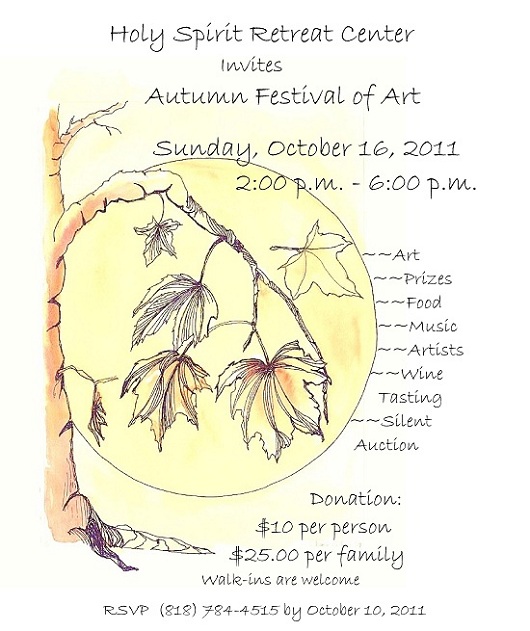 Holy Spirit Retreat Center
Invites
Autumn Festival of Art
Sunday, October 16, 2011
2:00 p.m. - 6:00 p.m.
~~Art
~~Prizes
~~Food
~~Music
~~Artists
~~Wine
Tasting
~~Silent
Auction
Donation:
$10 per person
$25.00 per family
Walk-ins are welcome
RSVP (818) 784-4515 by October 10, 2011